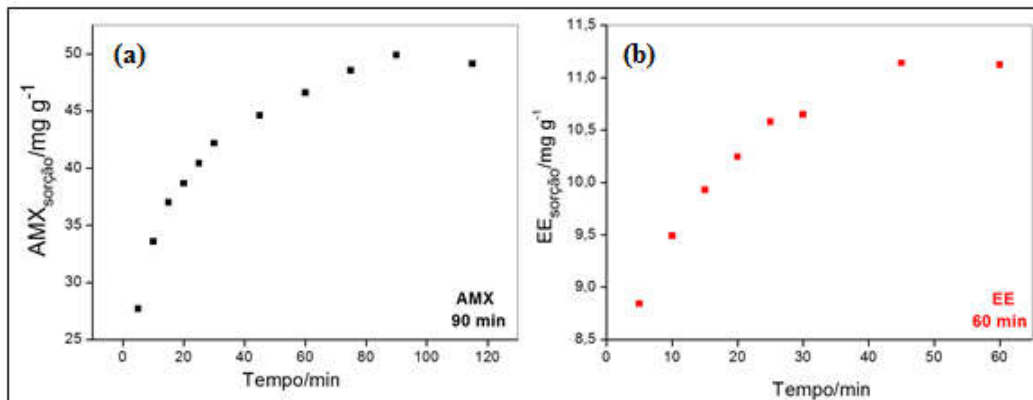 (a)
AMXsorção/mg g-1
50
45
40
35
30
25
0 20 40 60 80 100 120
Tempo/min
AMX
90 min
(b)
EEsorção/mg g-1
11.5
11.0
10.5
10.0
9.5
9.0
8.5
0 10 20 30 40 50 60
Tempo/min
EE
60 min